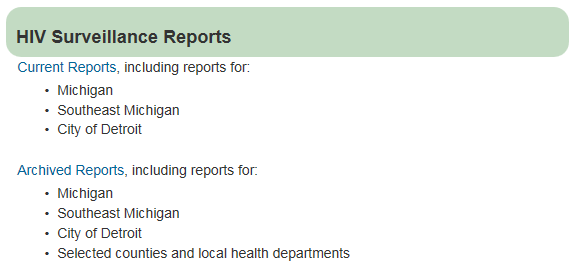 HIV Surveillance Reports
Current Reports, including reports for:
• Michigan
• Southeast Michigan
• City of Detroit
Archived Reports, including reports for:
• Michigan
• Southeast Michigan
• City of Detroit
• Selected counties and local health departments